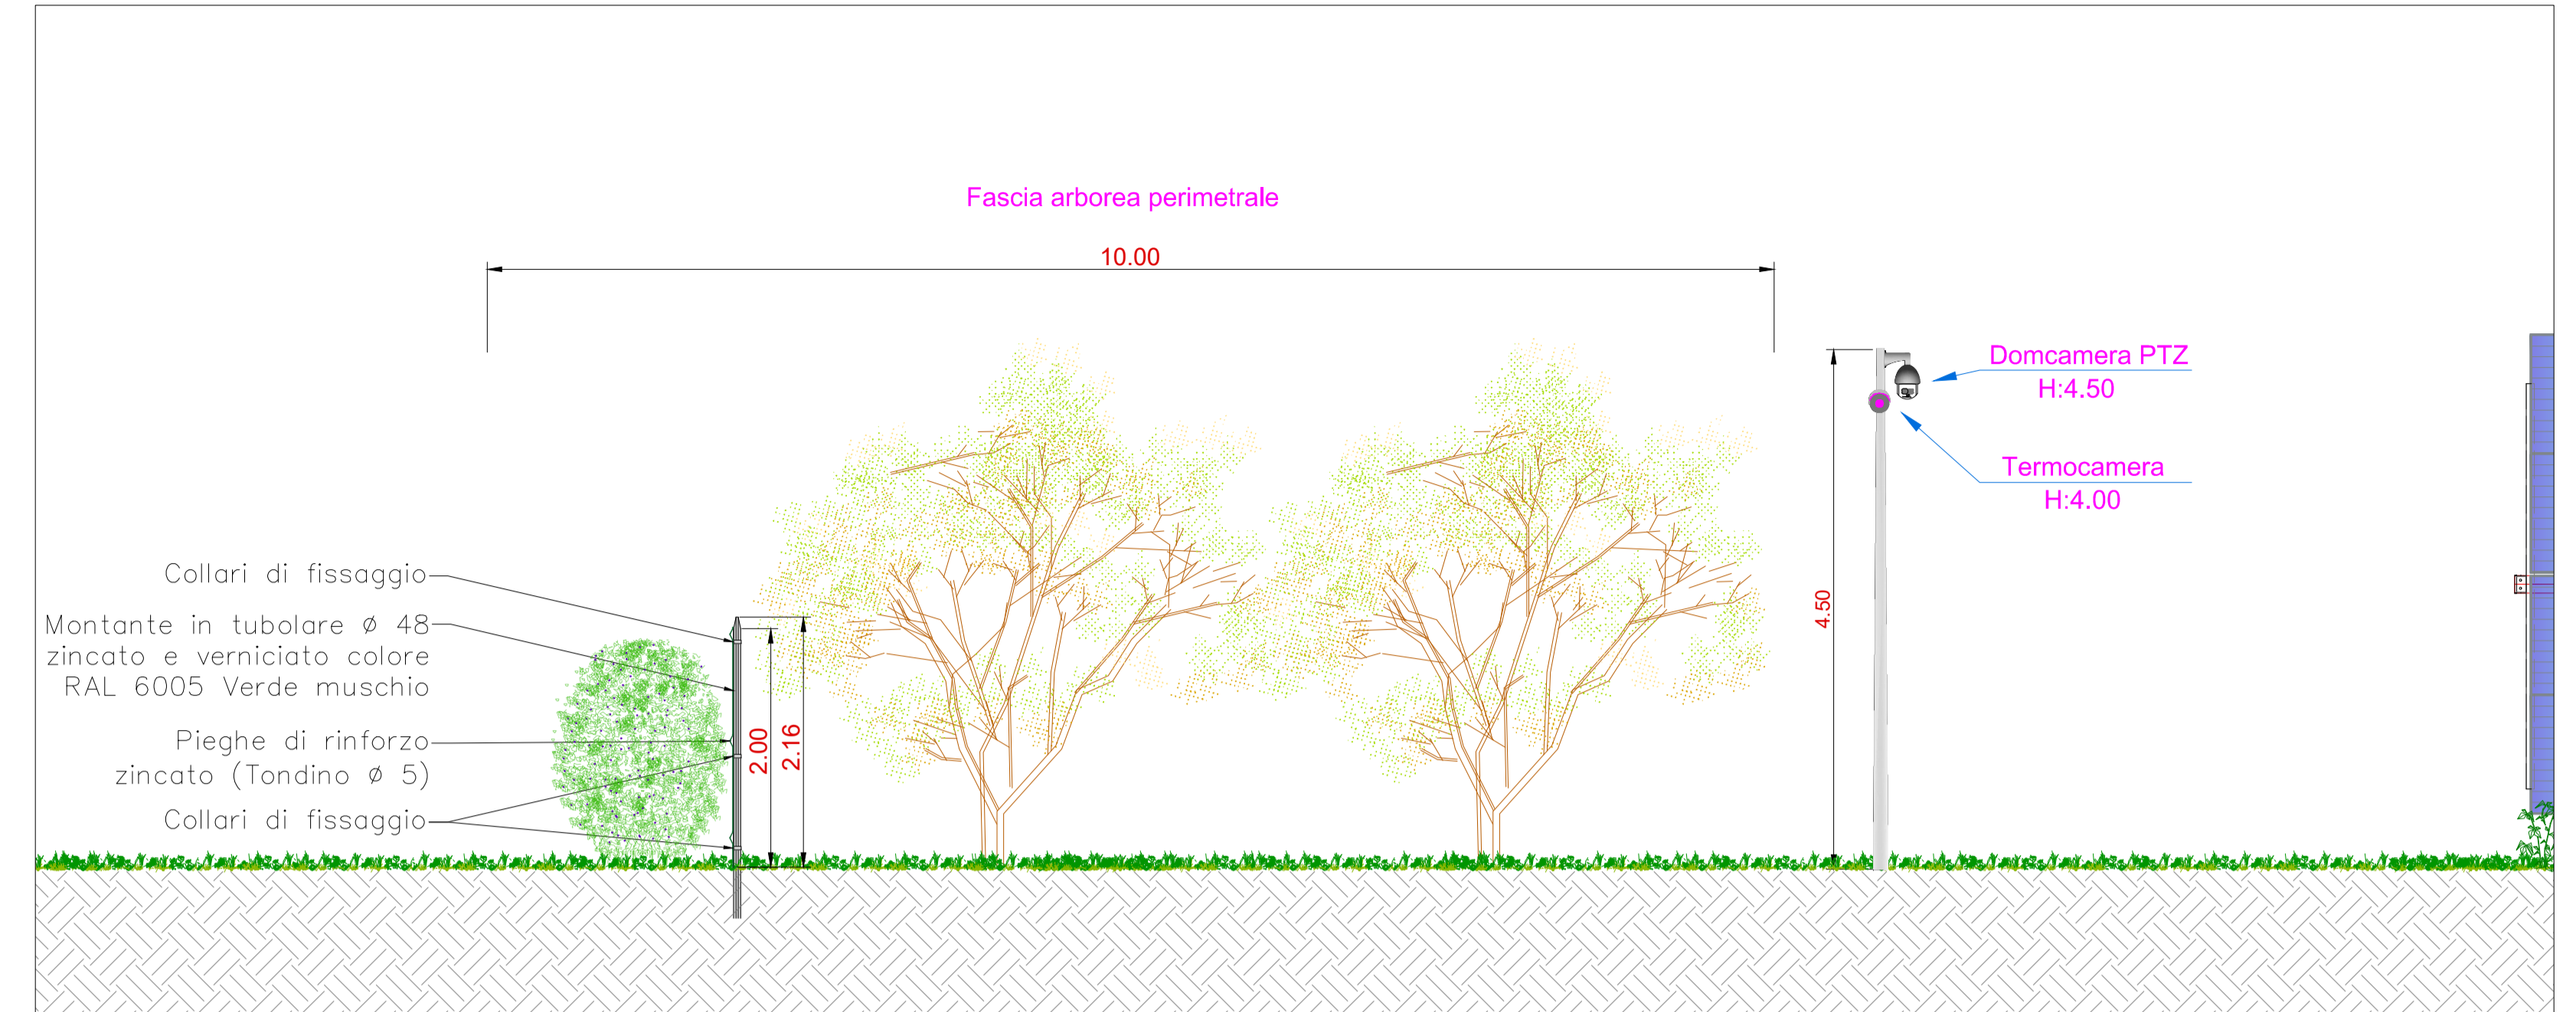 Fascia arborea perimetrale
10.00
Domcamera PTZ
H:4.50
Termocamera
H:4.00
4.50
Collari di fissaggio
Montante in tubolare ø 48
zincato e verniciato colore
RAL 6005 Verde muschio
Pieghe di rinforzo
zincato (Tondino ø 5)
Collari di fissaggio
2.00
2.16